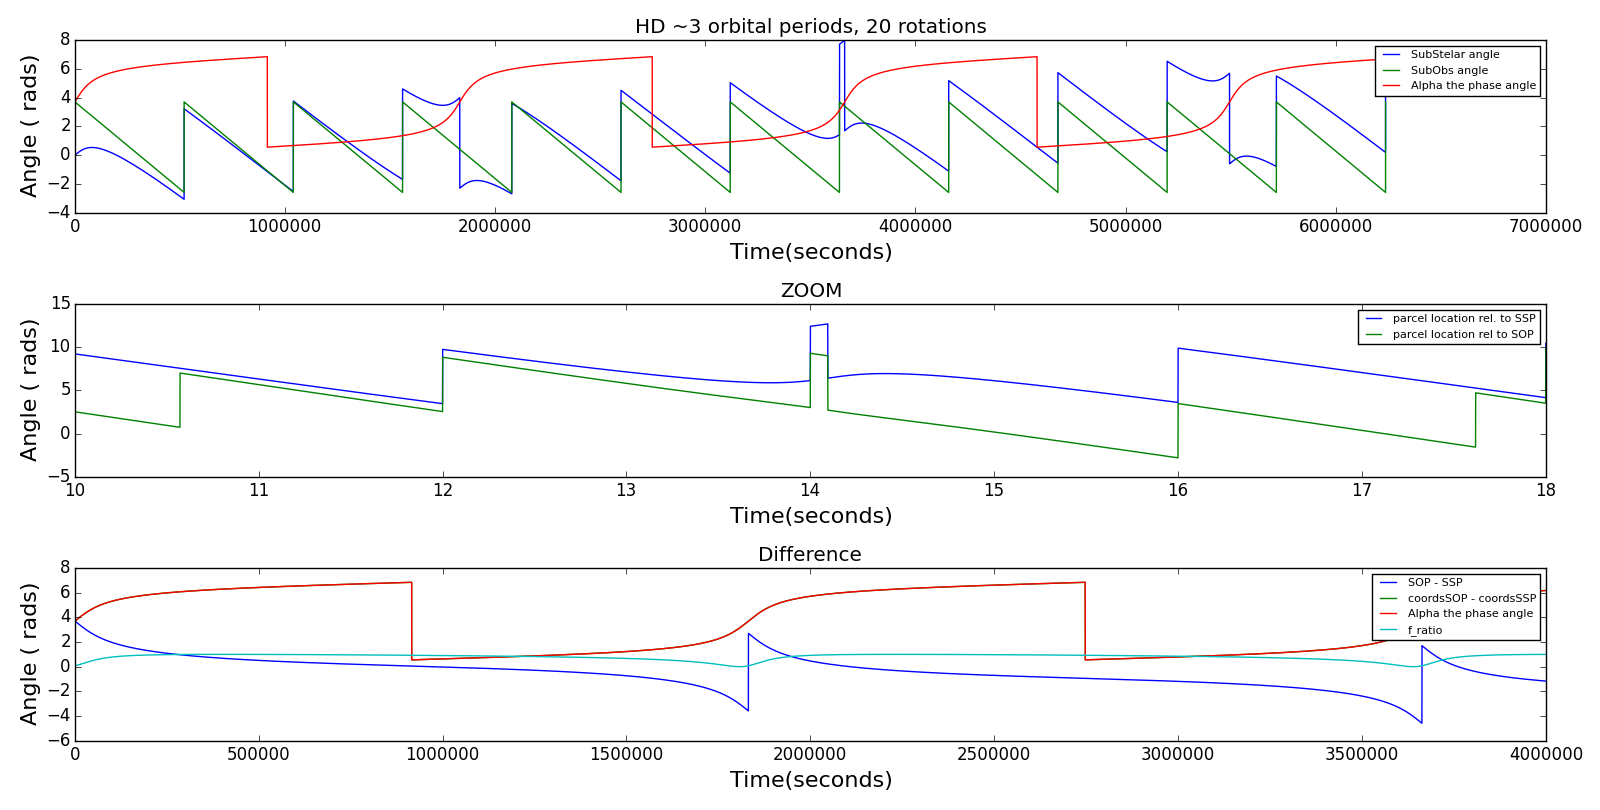 HD ~3 orbital periods, 20 rotations
Angle ( rads)
8
6
4
2
0
−2
−4
SubStelar angle
SubObs angle
Alpha the phase angle
0 1000000 2000000 3000000 4000000 5000000 6000000 7000000
Time(seconds)
ZOOM
Angle ( rads)
15
10
5
0
−5
parcel location rel. to SSP
parcel location rel to SOP
10 11 12 13 14 15 16 17 18
Time(seconds)
Difference
Angle ( rads)
8
6
4
2
0
−2
−4
−6
SOP - SSP
coordsSOP - coordsSSP
Alpha the phase angle
f_ratio
0 500000 1000000 1500000 2000000 2500000 3000000 3500000 4000000
Time(seconds)